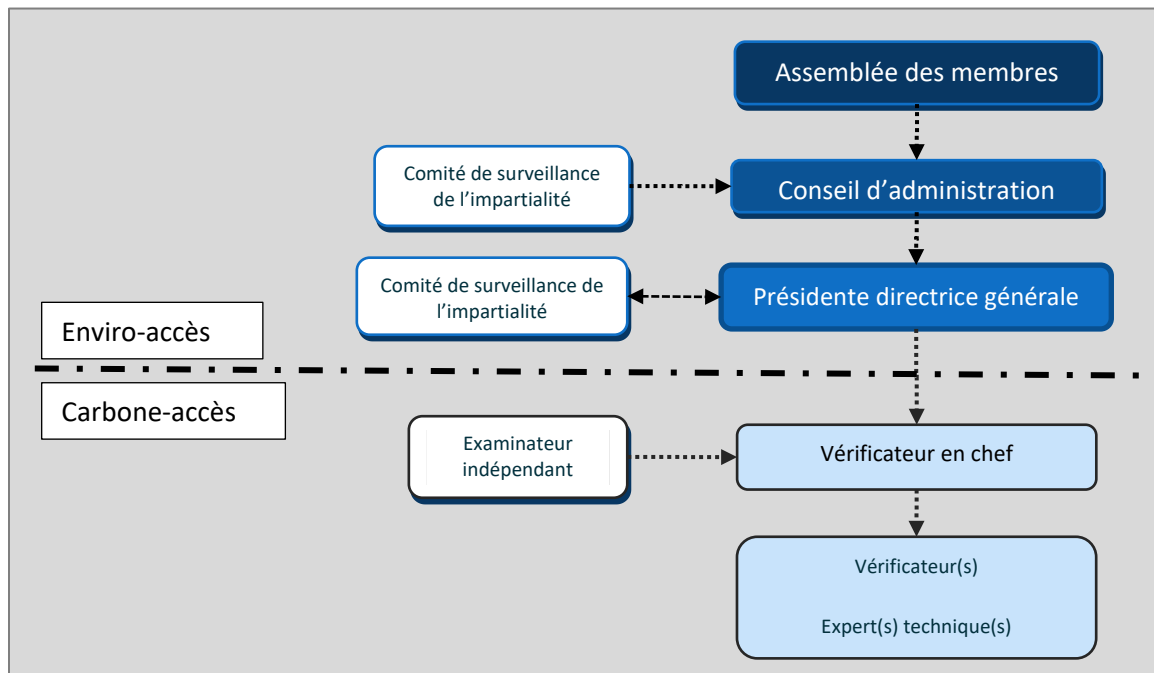 Assemblée des membres
Comité de surveillance
de l’impartialité
Conseil d’administration
Comité de surveillance de
l’impartialité
Présidente directrice générale
Enviro-accès
Carbone-accès
Examinateur
indépendant
Vérificateur en chef
Vérificateur(s)
Expert(s) technique(s)